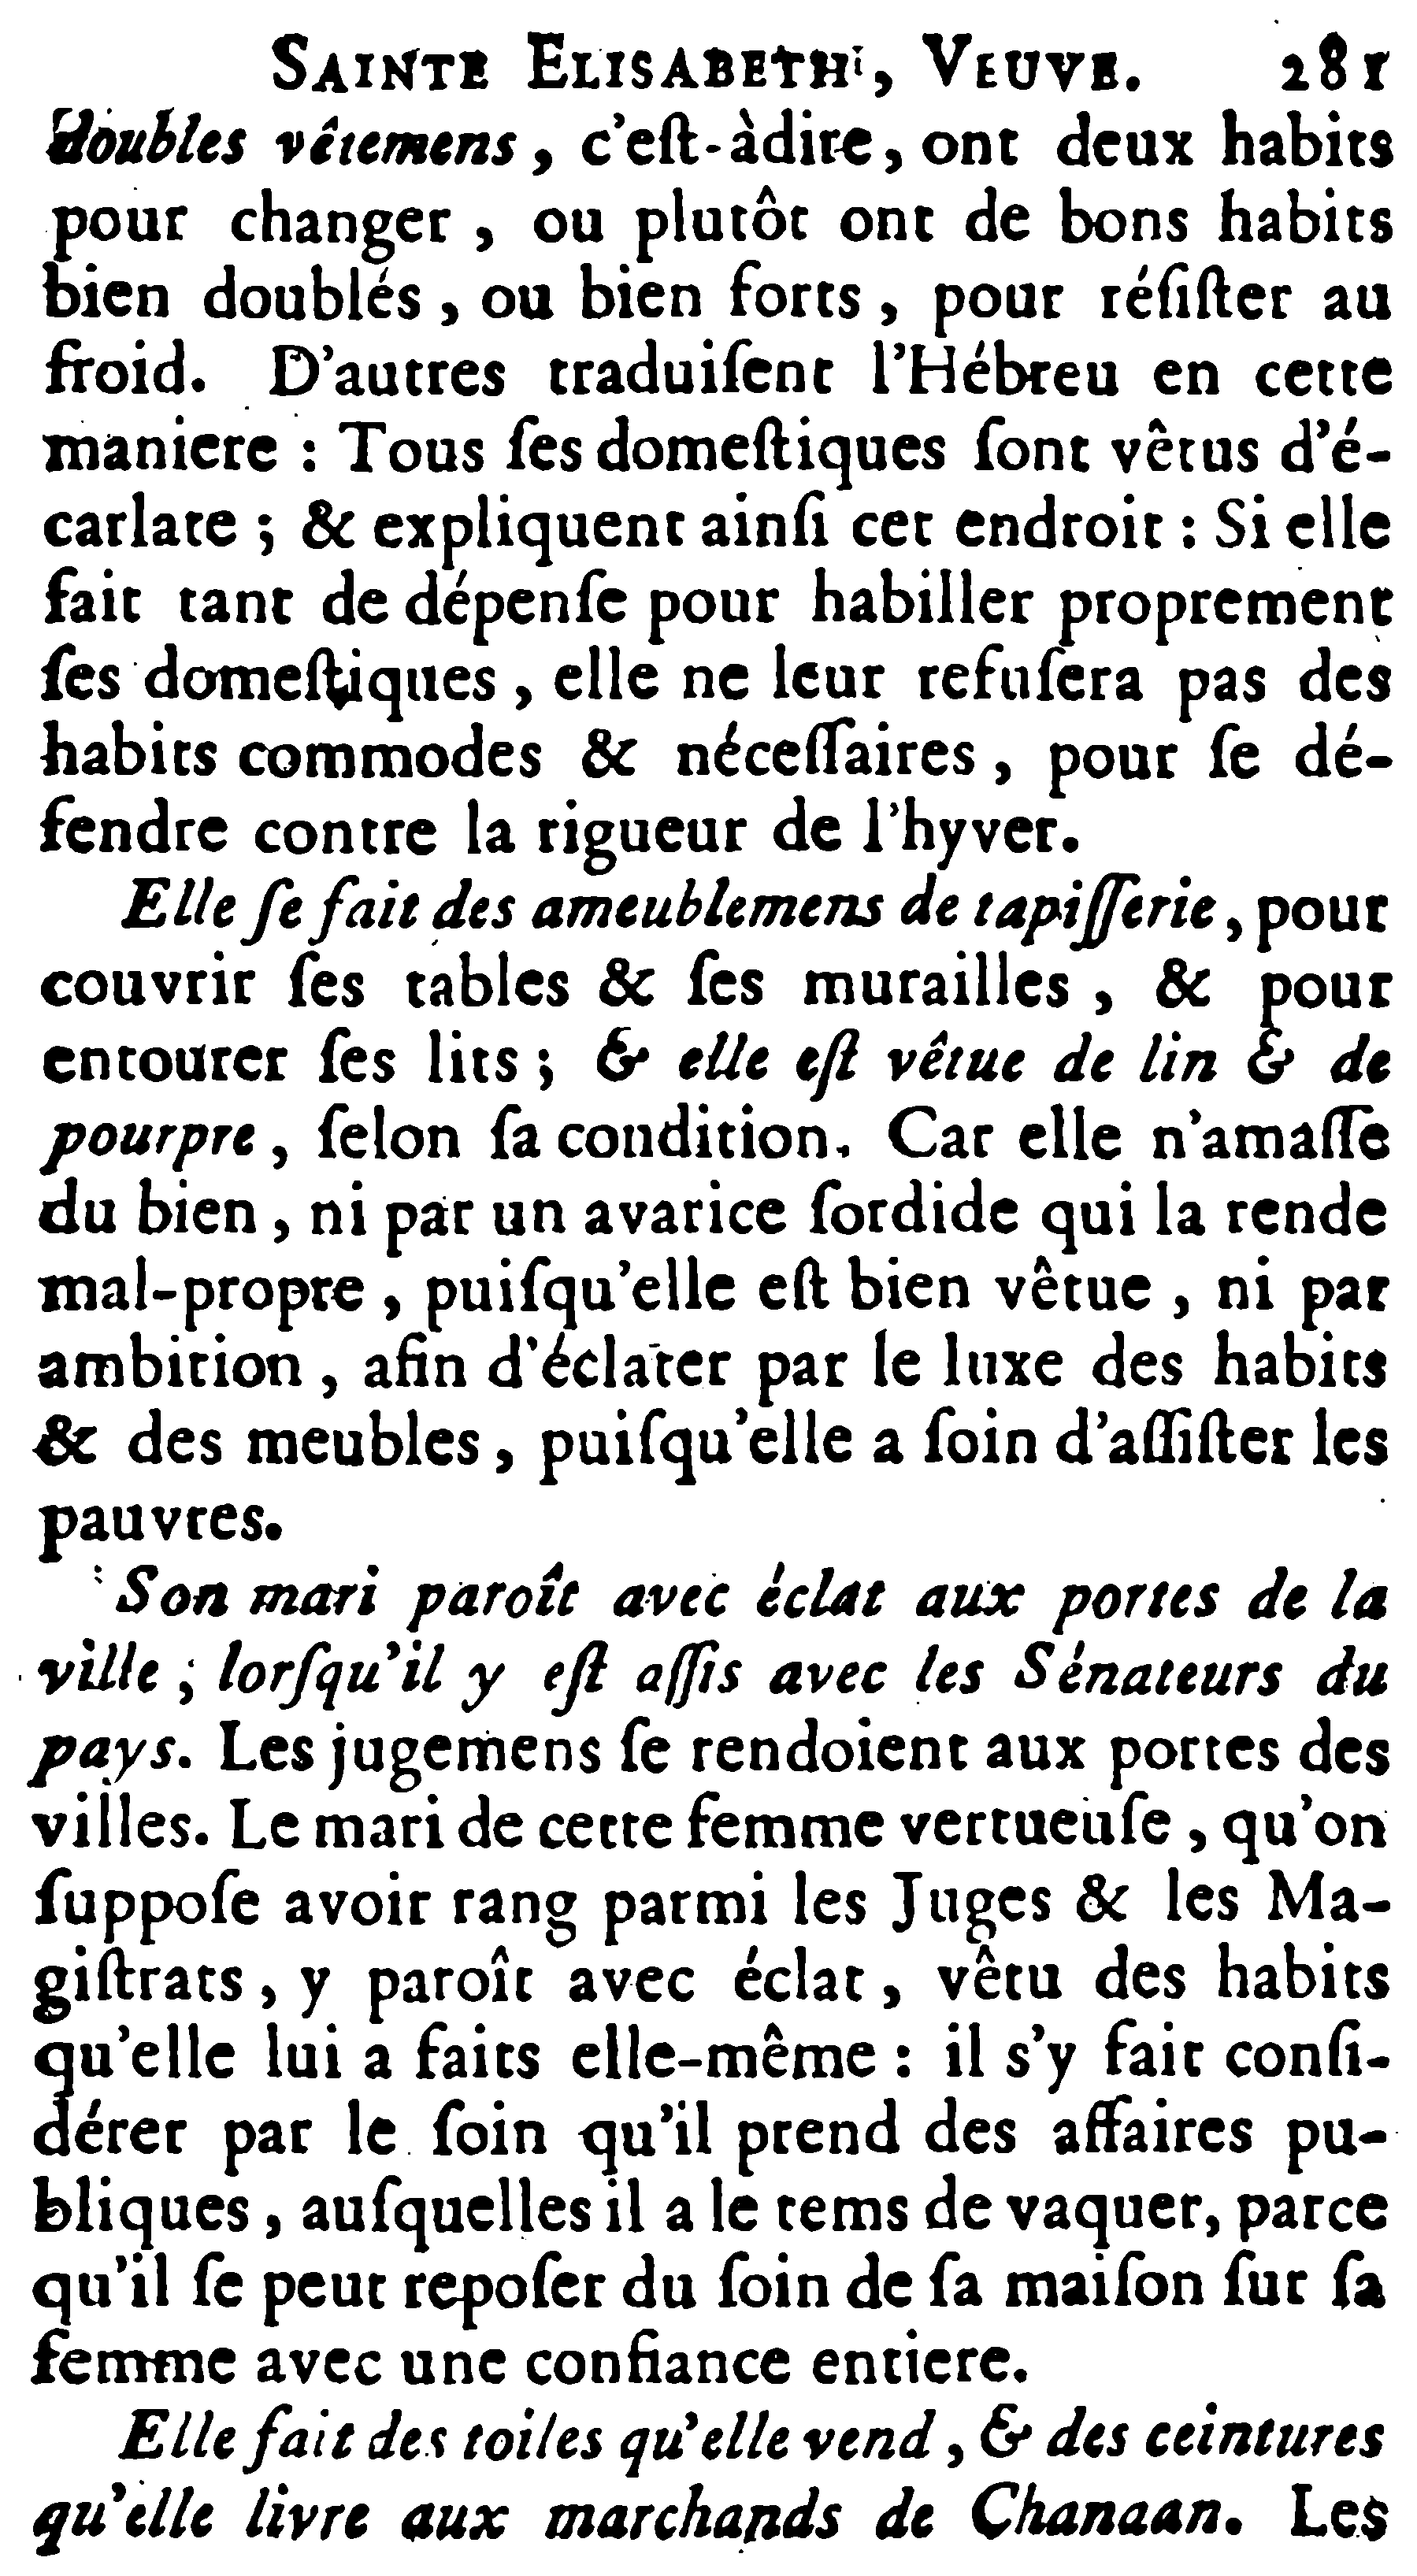 SAINTE ELISABETH, VEUVE. 281
doubles vêtemens, c'eſt-àdire, ont deux habits
pour changer, ou plutôt ont de bons habits
bien doublés, ou bien forts, pour réſiſter au
froid. D'autres traduiſent l'Hébreu en cette
maniere : Tous ſes domeſtiques ſont vêtus d'é-
carlate ; & expliquent ainſi cet endroit : Si elle
fait tant de dépenſe pour habiller proprement
ſes domeſtiques, elle ne leur refuſera pas des
habits commodes & néceſſaires, pour ſe dé-
fendre contre la rigueur de l'hyver.
Elle ſe fait des ameublemens de tapiſſerie, pour
couvrir ſes tables & ſes murailles, & pour
entourer ſes lits ; & elle eſt vêtue de lin & de
pourpre, ſelon ſa condition. Car elle n'amaſſe
du bien, ni par un avarice ſordide qui la rende
mal-propre, puiſqu'elle eſt bien vêtue, ni par
ambition, afin d'éclater par le luxe des habits
& des meubles, puiſqu'elle a ſoin d'aſſiſter les
pauvres.
Son mari paroît avec éclat aux portes de la
ville ; lorſqu'il y eſt aſſis avec les Sénateurs du
pays. Les jugemens ſe rendoient aux portes des
villes. Le mari de cette femme vertueuſe, qu'on
ſuppoſe avoir rang parmi les Juges & les Ma-
giſtrats, y paroît avec éclat, vêtu des habits
qu'elle lui a faits elle-même : il s'y fait conſi-
dérer par le ſoin qu'il prend des affaires pu-
bliques, auſquelles il a le tems de vaquer, parce
qu'il ſe peut repoſer du ſoin de ſa maiſon ſur ſa
femme avec une confiance entiere.
Elle fait des toiles qu'elle vend, & des ceintures
qu'elle livre aux marchands de Chanaan. Les